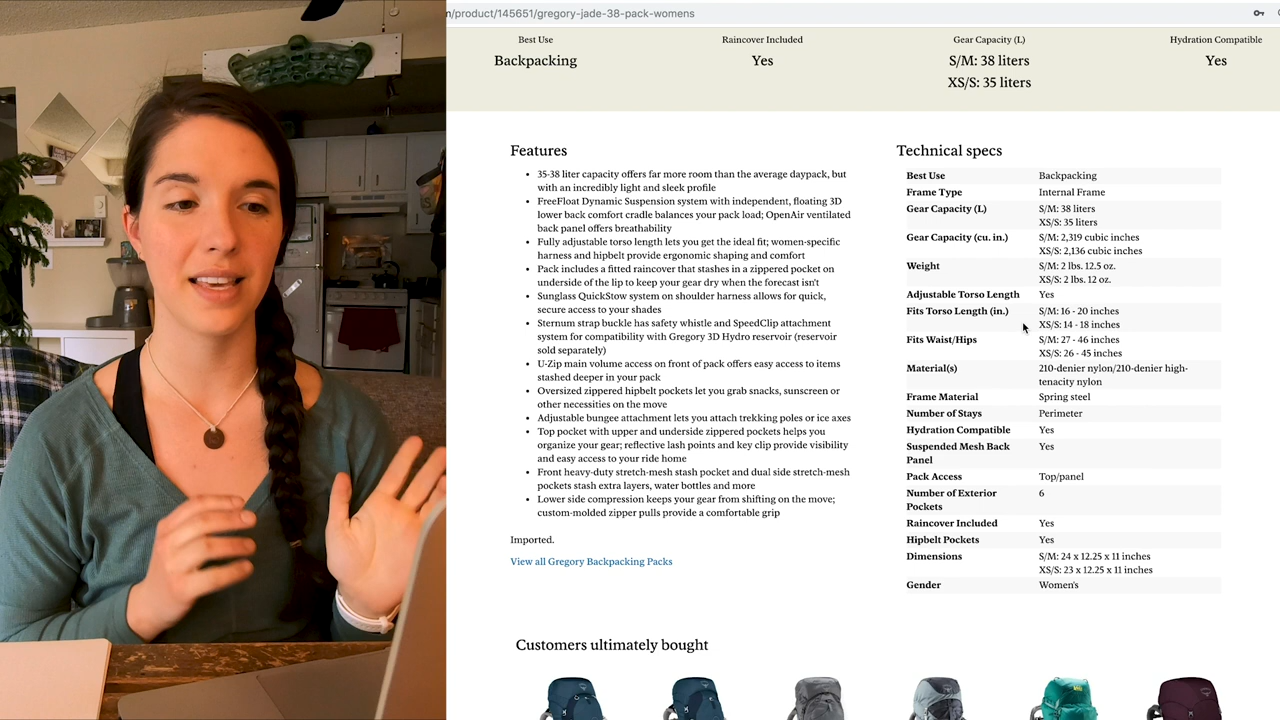 n/product/145651/gregory-jade-38-pack-womens
Best Use
Raincover Included
Gear Capacity (L)
Hydration Compatible
Backpacking
Yes
S/M: 38 liters
Yes
XS/S: 35 liters
Features
35-38 liter capacity offers far more room than the average daypack, but
with an incredibly light and sleek profile
FreeFloat Dynamic Suspension system with independent, floating 3D
lower back comfort cradle balances your pack load; OpenAir ventilated
back panel offers breathability
Fully adjustable torso length lets you get the ideal fit; women-specific
harness and hipbelt provide ergonomic shaping and comfort
Pack includes a fitted raincover that stashes in a zippered pocket on
underside of the lid to keep your gear dry when the forecast isn't
Sunglass QuickStow system on shoulder harness allows for quick,
secure access to your shades
Sternum strap buckle has safety whistle and SpeedClip attachment
system for compatibility with Gregory 3D Hydro reservoir (reservoir
sold separately)
U-Zip main volume access on front of pack offers easy access to items
stashed deeper in your pack
Oversized zippered hipbelt pockets let you grab snacks, sunscreen or
other necessities on the move
Adjustable bungee attachment lets you attach trekking poles or ice axes
Top pocket with upper and underside zippered pockets helps you
organize your gear; reflective lash points and key clip provide visibility
and easy access to your ride home
Front heavy-duty stretch-mesh stash pocket and dual side stretch-mesh
pockets stash extra layers, water bottles and more
Lower side compression keeps your gear from shifting on the move;
custom-molded zipper pulls provide a comfortable grip
Imported.
View all Gregory Backpacking Packs
Technical specs
Best Use Backpacking
Frame Type Internal Frame
Gear Capacity (L) S/M: 38 liters
XS/S: 35 liters
Gear Capacity (cu. in.) S/M: 2,319 cubic inches
XS/S: 2,136 cubic inches
Weight S/M: 2 lbs. 12.5 oz.
XS/S: 2 lbs. 12 oz.
Adjustable Torso Length Yes
Fits Torso Length (in.) S/M: 16 - 20 inches
XS/S: 14 - 18 inches
Fits Waist/Hips S/M: 27 - 46 inches
XS/S: 26 - 45 inches
Material(s) 210-denier nylon/210-denier high-
tenacity nylon
Frame Material Spring steel
Number of Stays Perimeter
Hydration Compatible Yes
Suspended Mesh Back Yes
Panel
Pack Access Top/panel
Number of Exterior 6
Pockets
Raincover Included Yes
Hipbelt Pockets Yes
Dimensions S/M: 24 x 12.25 x 11 inches
XS/S: 23 x 12.25 x 11 inches
Gender Women's
Customers ultimately bought